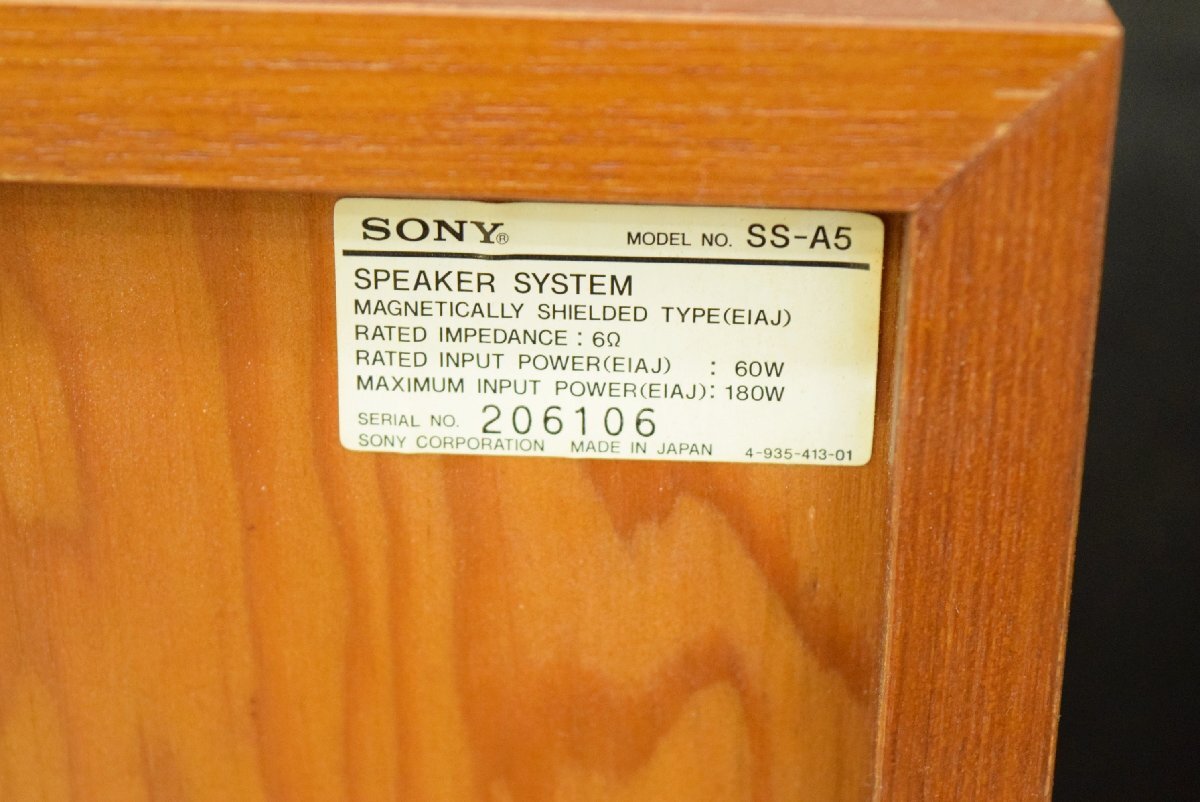 SONY® MODEL NO. SS-A5
SPEAKER SYSTEM
MAGNETICALLY SHIELDED TYPE(EIAJ)
RATED IMPEDANCE : 6Ω
RATED INPUT POWER(EIAJ) : 60W
MAXIMUM INPUT POWER(EIAJ): 180W
SERIAL NO. 206106
SONY CORPORATION MADE IN JAPAN 4-935-413-01